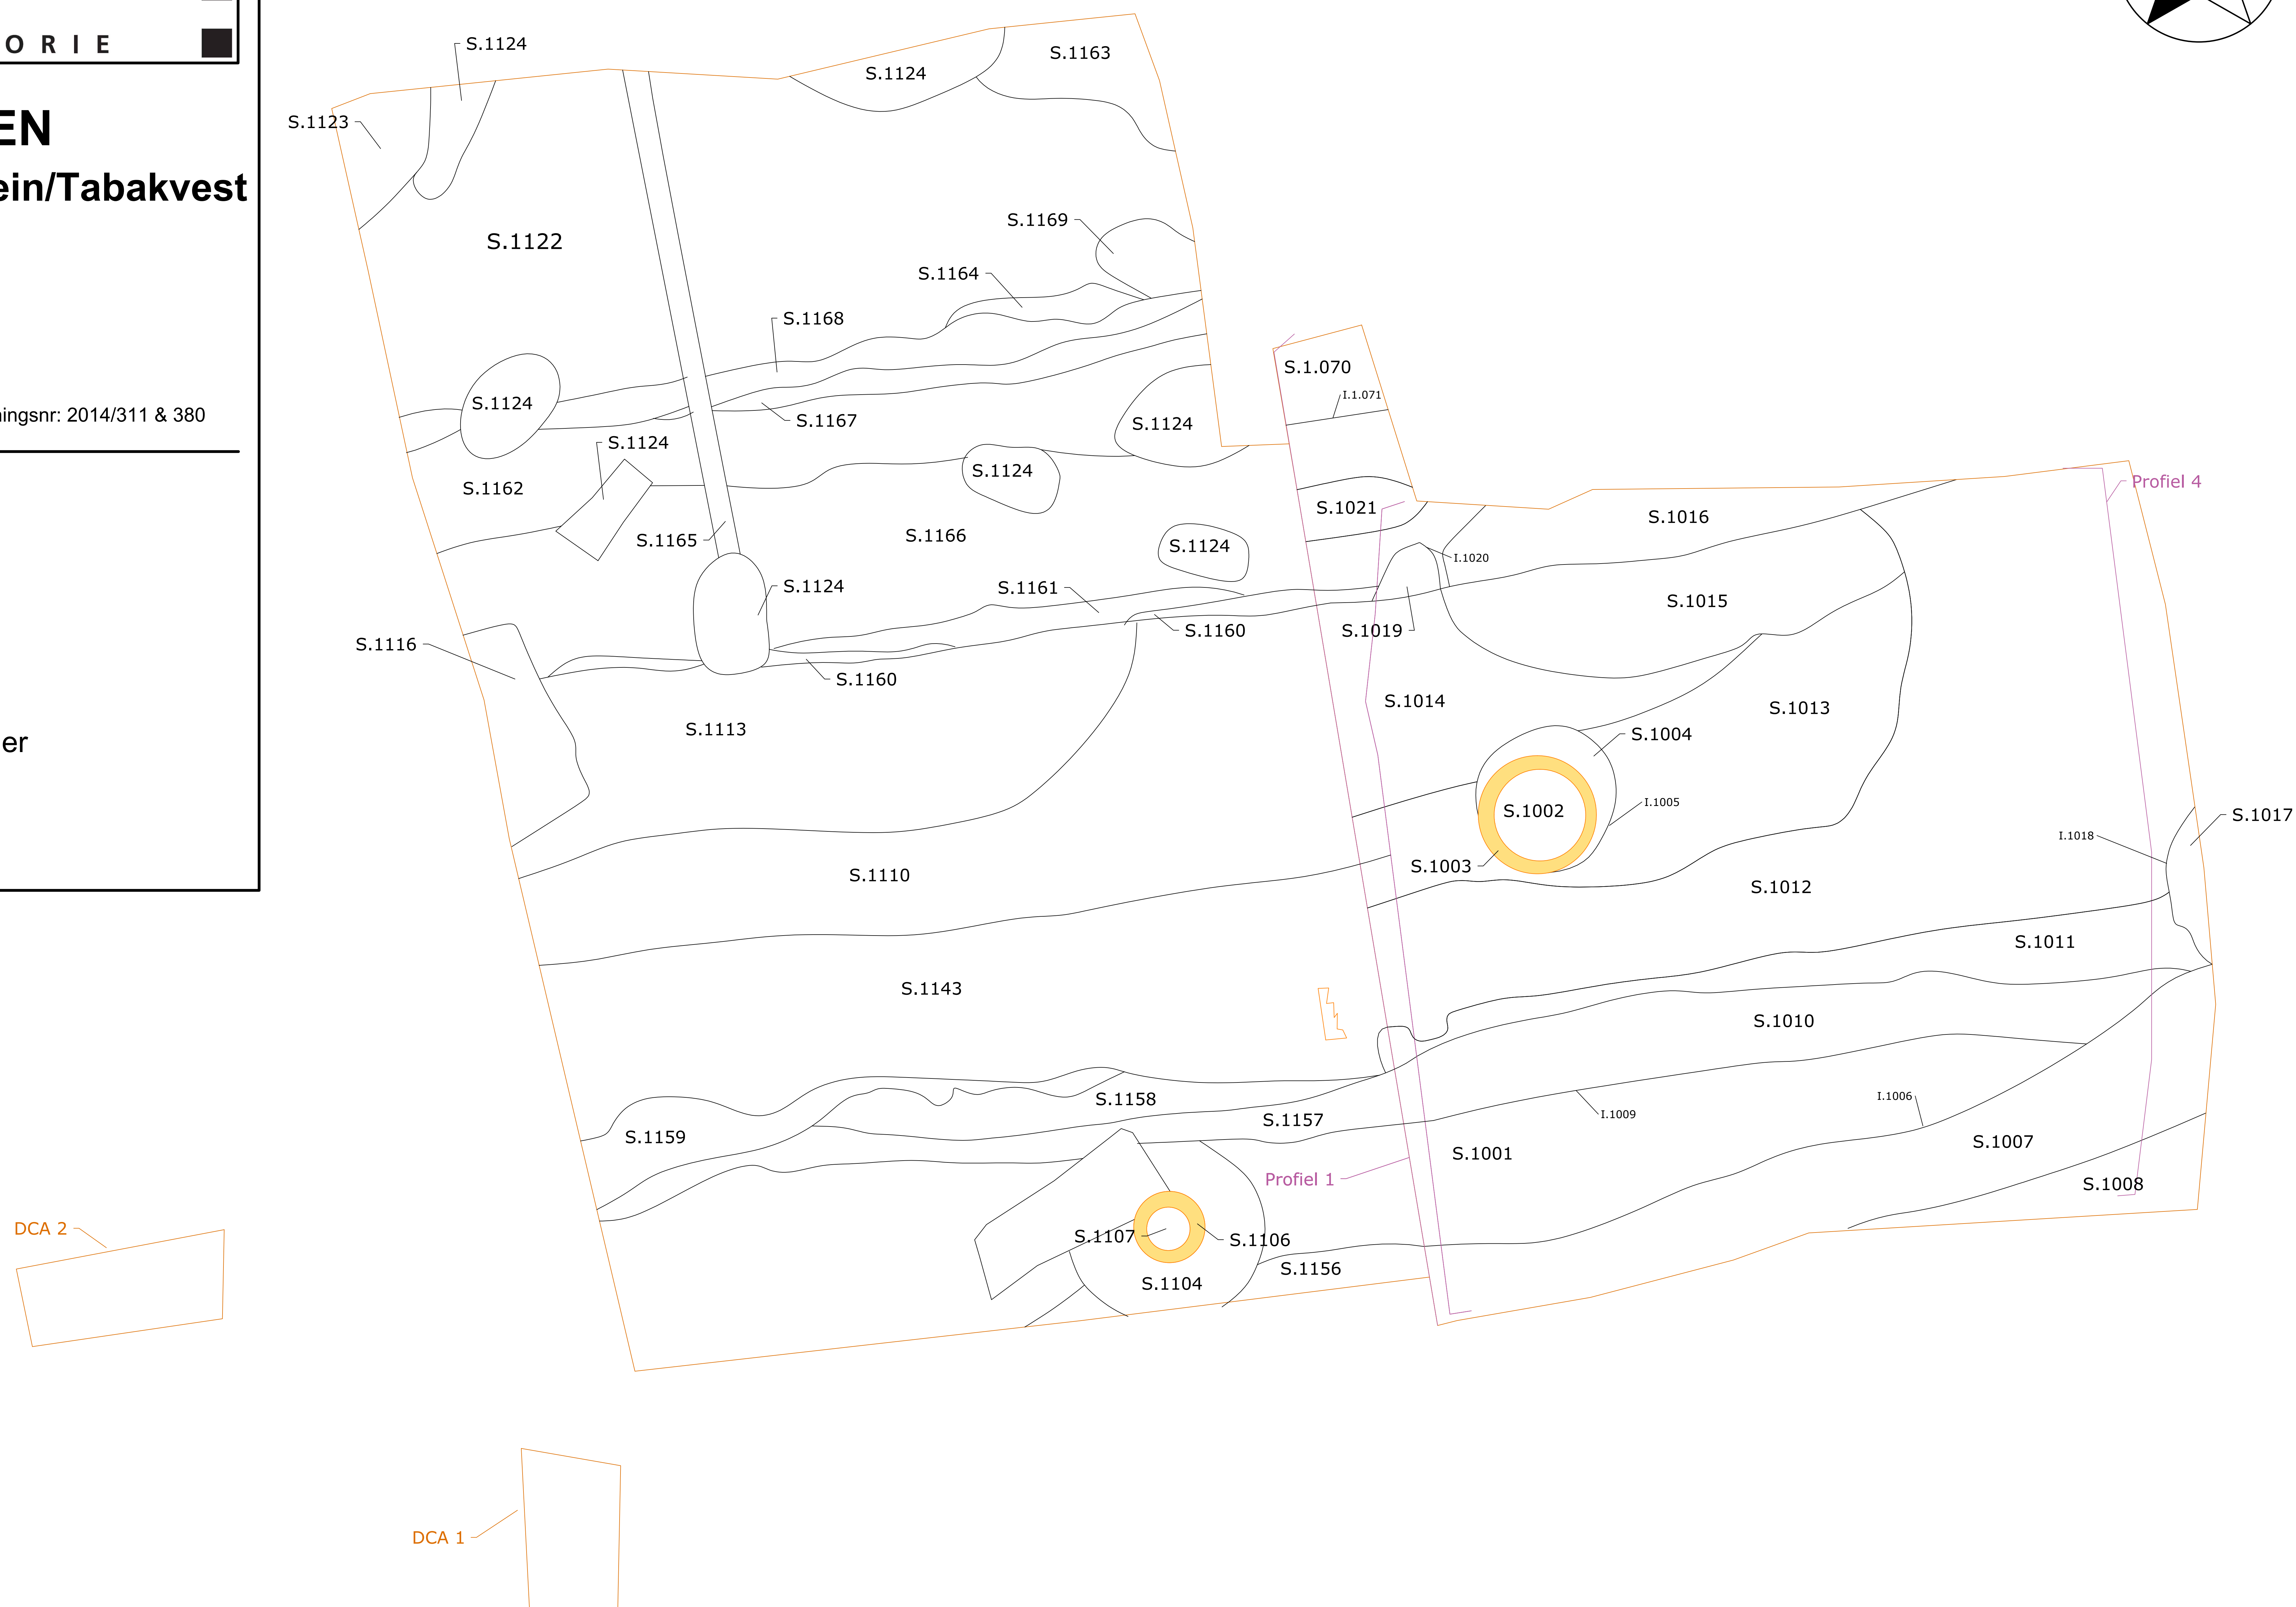 ORIE
EN
ein/Tabakvest
ingsnr: 2014/311 & 380
er
S.1124
S.1163
S.1124
S.1123
S.1122
S.1169
S.1164
S.1168
S.1.070
I.1.071
S.1124
S.1167
S.1124
S.1124
S.1124
S.1162
Profiel 4
S.1021
S.1016
S.1165
S.1166
S.1124
I.1020
S.1124
S.1161
S.1015
S.1160
S.1019
S.1116
S.1160
S.1014
S.1013
S.1113
S.1004
S.1002
I.1005
S.1017
I.1018
S.1003
S.1110
S.1012
S.1011
S.1143
S.1010
S.1158
I.1006
S.1157
I.1009
S.1159
S.1007
S.1001
Profiel 1
S.1008
DCA 2
S.1107
S.1106
S.1156
S.1104
DCA 1